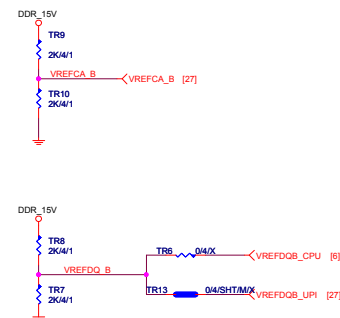 DDR_15V
TR9
2K/4/1
VREFCA_B
VREFCA_B [27]
TR10
2K/4/1
DDR_15V
TR8
2K/4/1
TR6 0/4/X
VREFDQB_CPU [6]
VREFDQ_B
TR7
2K/4/1
TR13 0/4/SHT/M/X
VREFDQB_UPI [27]